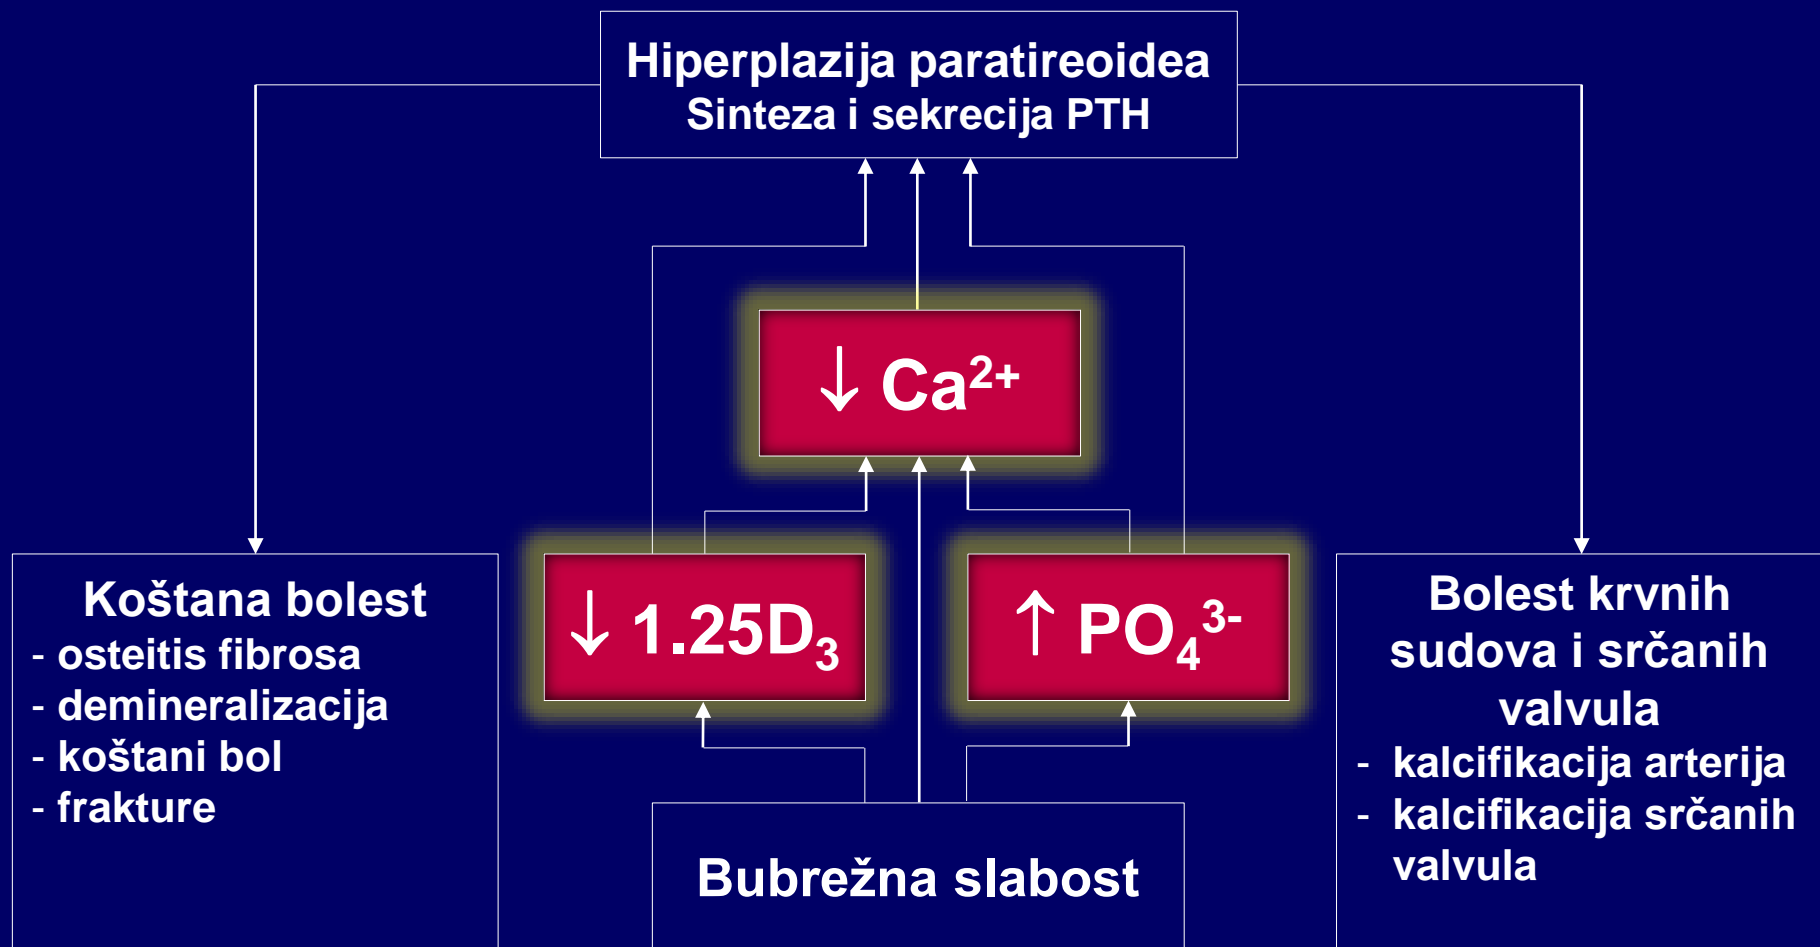 Hiperplazija paratireoidea
Sinteza i sekrecija PTH
↓ Ca²⁺
↓ 1.25D₃
↑ PO₄³⁻
Koštana bolest
- osteitis fibrosa
- demineralizacija
- koštani bol
- frakture
Bolest krvnih
sudova i srčanih
valvula
- kalcifikacija arterija
- kalcifikacija srčanih
valvula
Bubrežna slabost